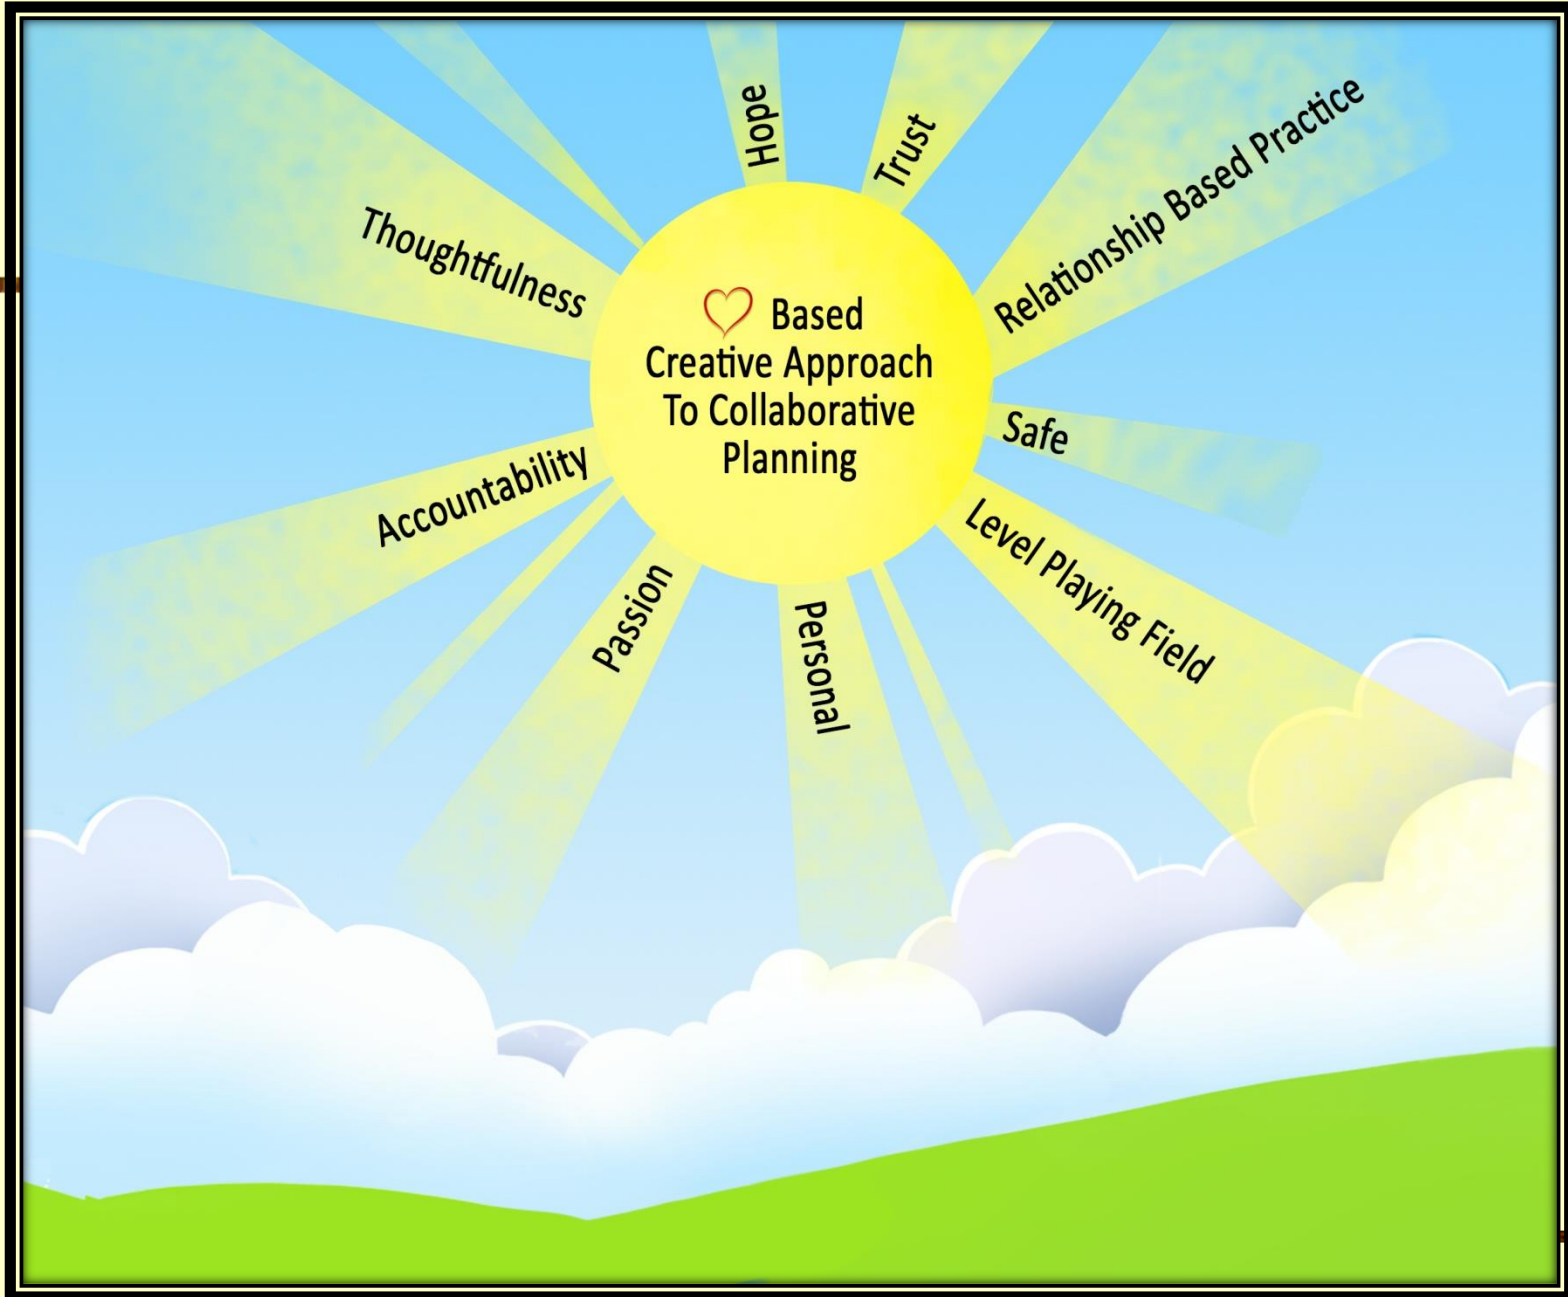 Hope
Trust
Relationship Based Practice
Thoughtfulness
Based
Creative Approach
To Collaborative
Planning
Safe
Accountability
Level Playing Field
Passion
Personal